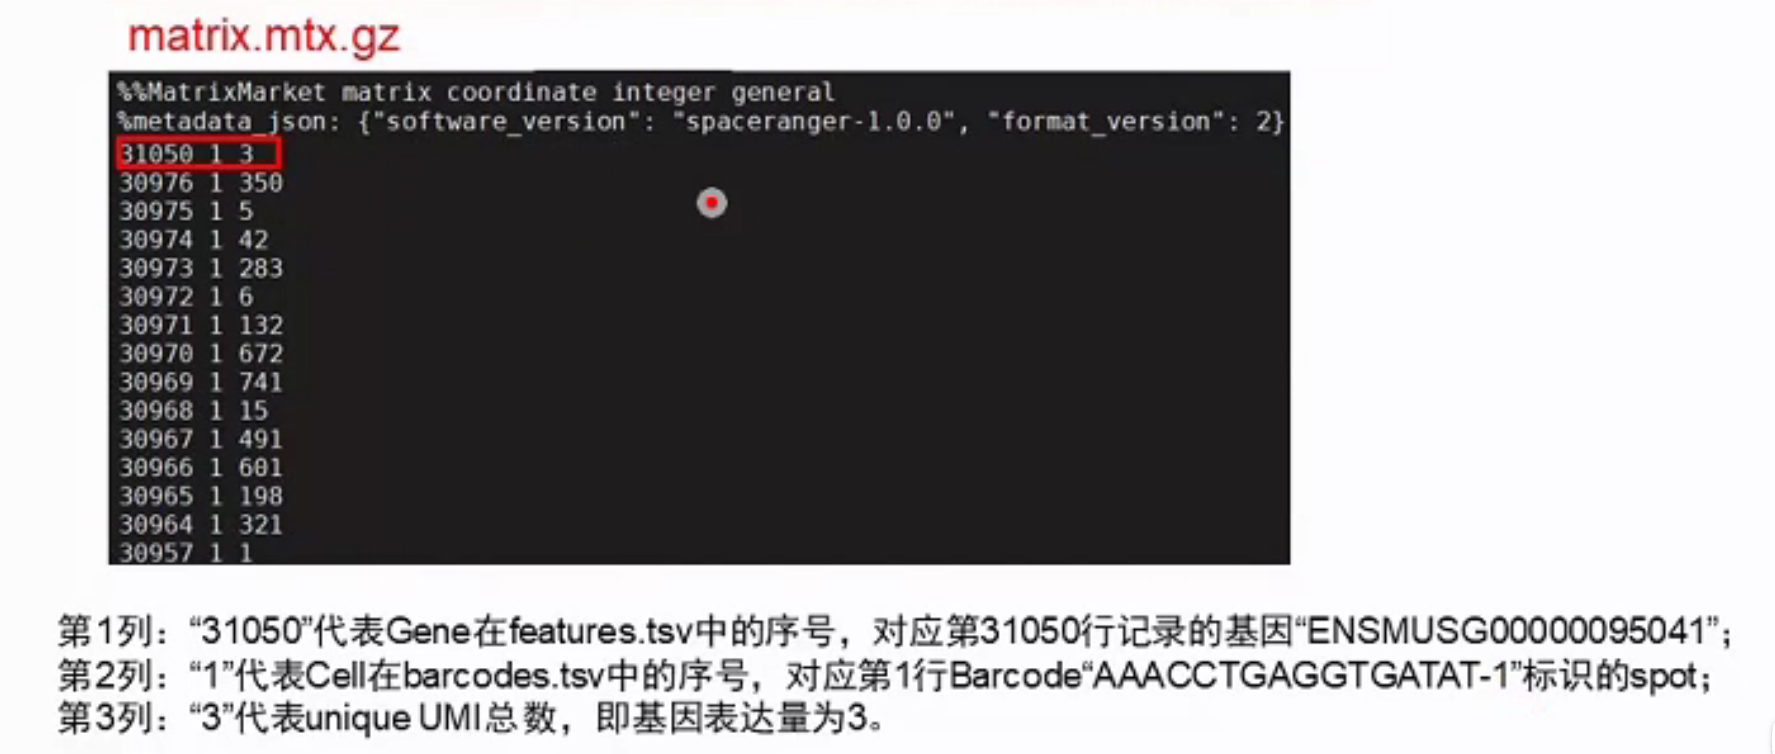 matrix.mtx.gz
%%MatrixMarket matrix coordinate integer general
%metadata_json: {"software_version": "spaceranger-1.0.0", "format_version": 2}
31050 1 3
30976 1 350
30975 1 5
30974 1 42
30973 1 283
30972 1 6
30971 1 132
30970 1 672
30969 1 741
30968 1 15
30967 1 491
30966 1 601
30965 1 198
30964 1 321
30957 1 1
第1列：“31050”代表Gene在features.tsv中的序号，对应第31050行记录的基因“ENSMUSG00000095041”；
第2列：“1”代表Cell在barcodes.tsv中的序号，对应第1行Barcode“AAACCTGAGGTGATAT-1”标识的spot；
第3列：“3”代表unique UMI总数，即基因表达量为3。